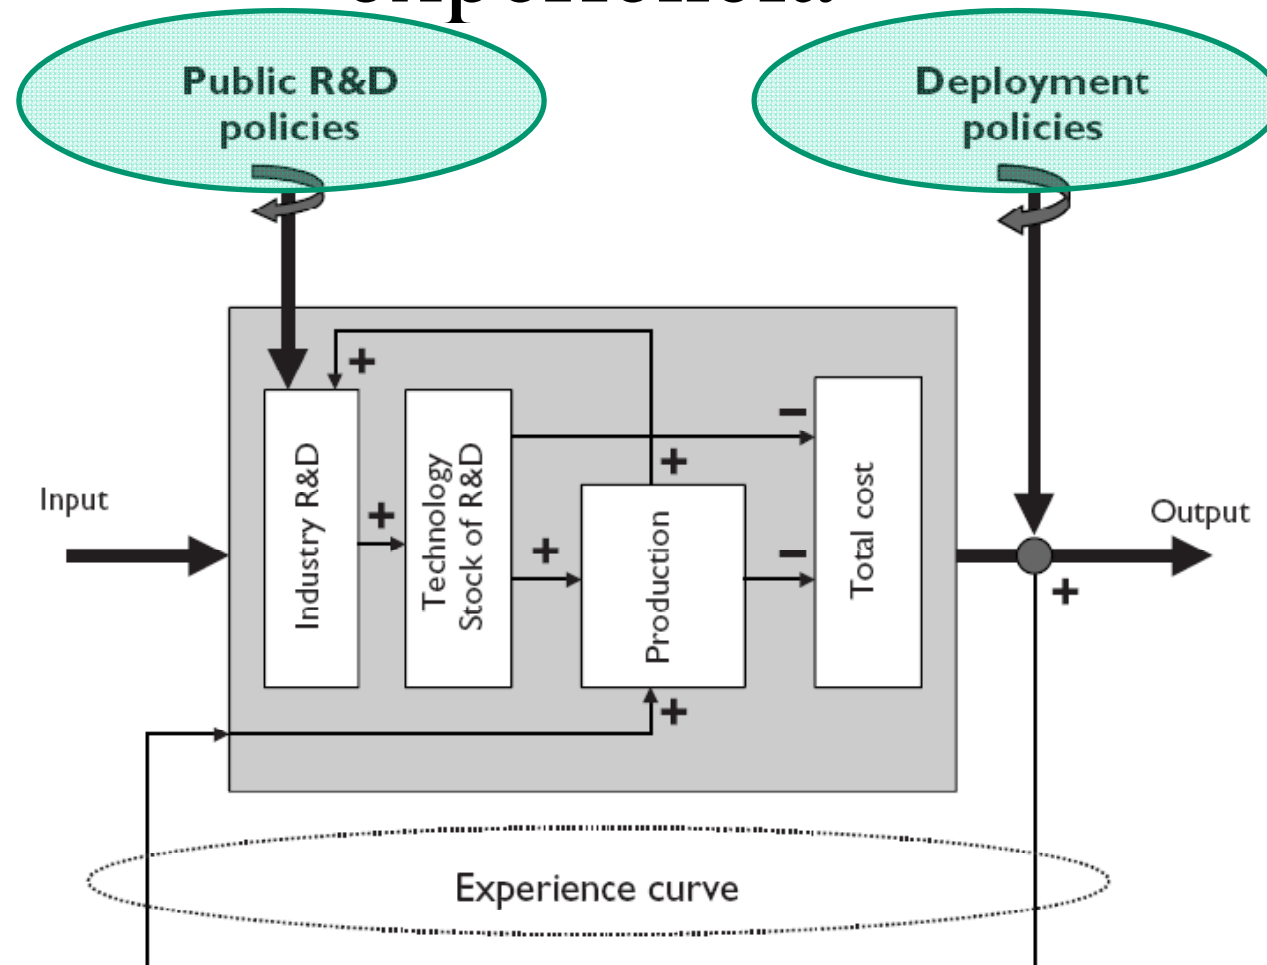 Public R&D
policies
Deployment
policies
+
−
+
Input
Industry R&D
+
Technology
Stock of R&D
+
Production
−
Total cost
Output
+
+
Experience curve